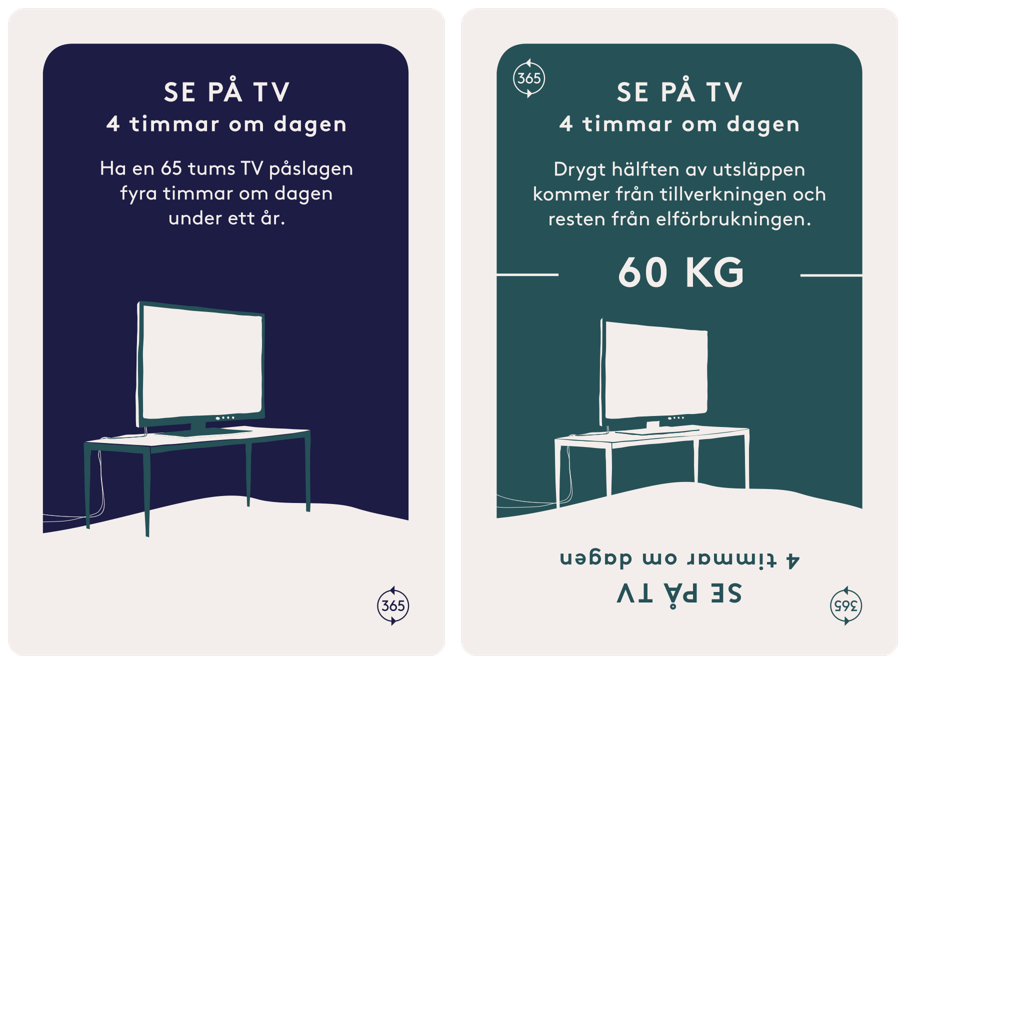 SE PÅ TV
4 timmar om dagen
Ha en 65 tums TV påslagen
fyra timmar om dagen
under ett år.
365
365
SE PÅ TV
4 timmar om dagen
Drygt hälften av utsläppen
kommer från tillverkningen och
resten från elförbrukningen.
60 KG
SE PÅ TV
4 timmar om dagen
365